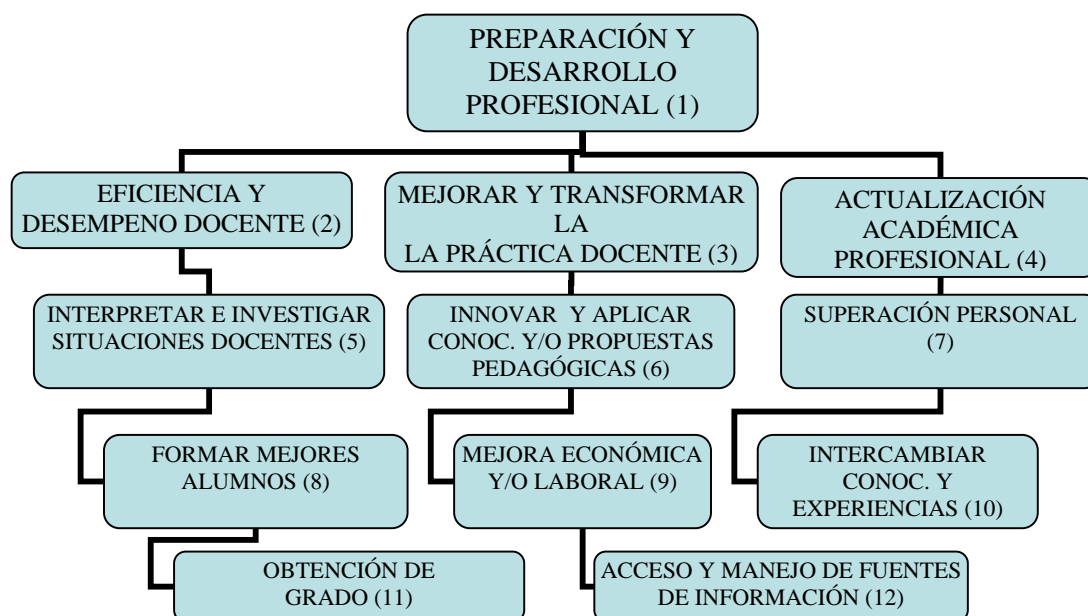 PREPARACIÓN Y
DESARROLLO
PROFESIONAL (1)
EFICIENCIA Y
DESEMPENO DOCENTE (2)
MEJORAR Y TRANSFORMAR
LA
LA PRÁCTICA DOCENTE (3)
ACTUALIZACIÓN
ACADÉMICA
PROFESIONAL (4)
INTERPRETAR E INVESTIGAR
SITUACIONES DOCENTES (5)
INNOVAR Y APLICAR
CONOC. Y/O PROPUESTAS
PEDAGÓGICAS (6)
SUPERACIÓN PERSONAL
(7)
FORMAR MEJORES
ALUMNOS (8)
MEJORA ECONÓMICA
Y/O LABORAL (9)
INTERCAMBIAR
CONOC. Y
EXPERIENCIAS (10)
OBTENCIÓN DE
GRADO (11)
ACCESO Y MANEJO DE FUENTES
DE INFORMACIÓN (12)